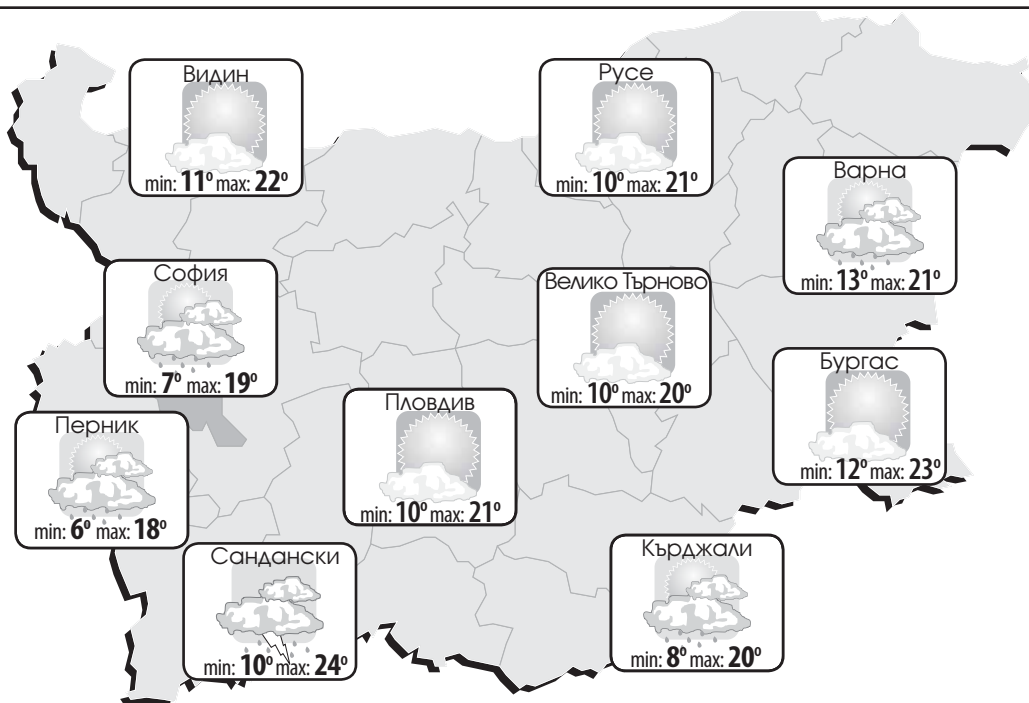 Видин
min: 11° max: 22°
Русе
min: 10° max: 21°
Варна
min: 13° max: 21°
София
min: 7° max: 19°
Велико Търново
min: 10° max: 20°
Бургас
min: 12° max: 23°
Пловдив
min: 10° max: 21°
Перник
min: 6° max: 18°
Сандански
min: 10° max: 24°
Кърджали
min: 8° max: 20°